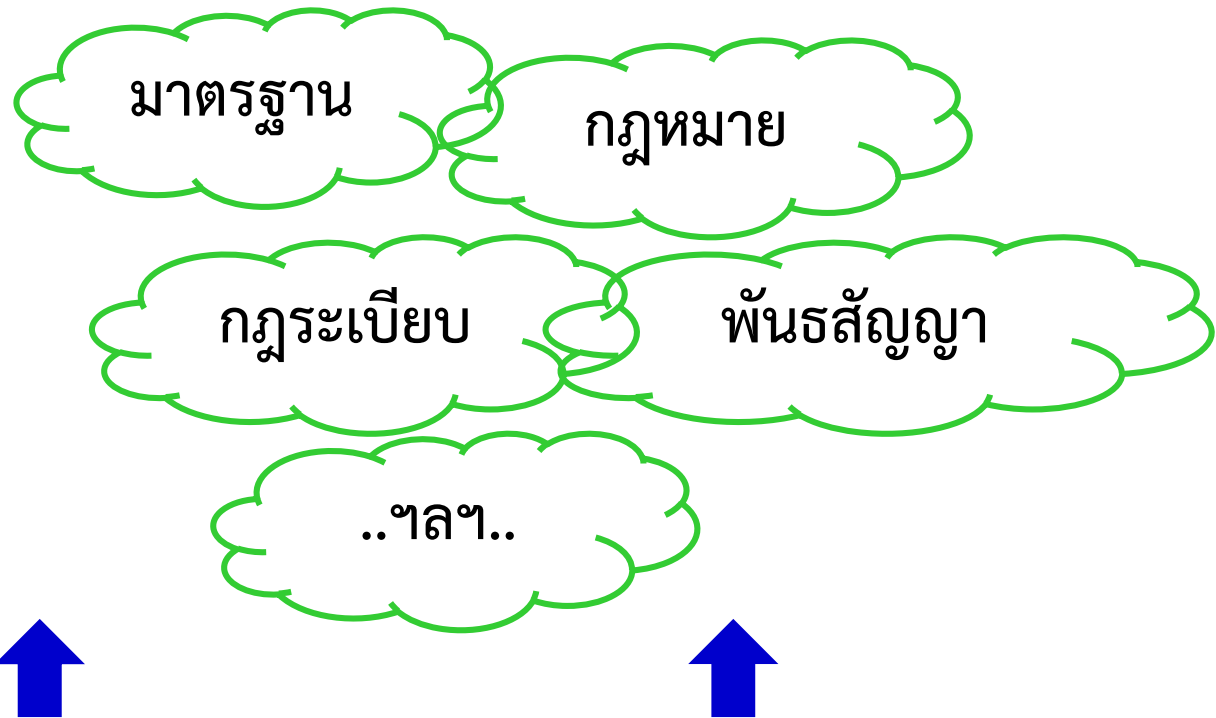 มาตรฐาน
กฎหมาย
กฎระเบียบ
พันธสัญญา
..ฯลฯ..